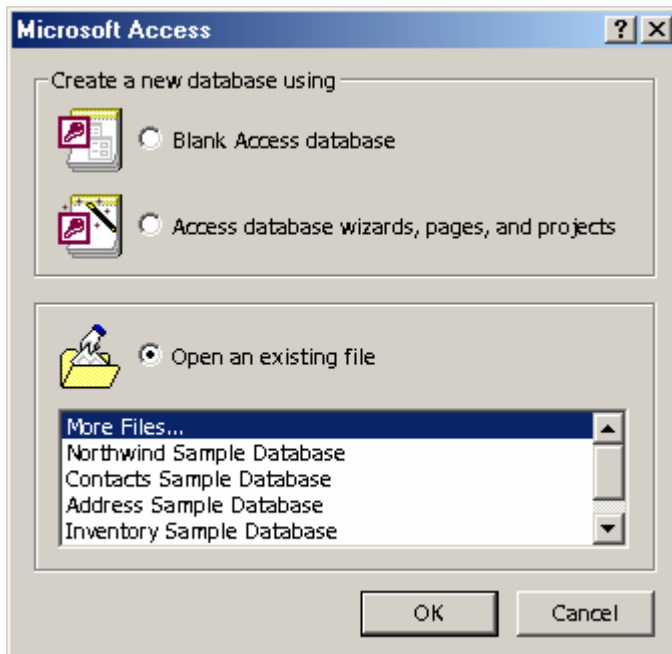 Microsoft Access
Create a new database using
Blank Access database
Access database wizards, pages, and projects
Open an existing file
More Files...
Northwind Sample Database
Contacts Sample Database
Address Sample Database
Inventory Sample Database
OK Cancel